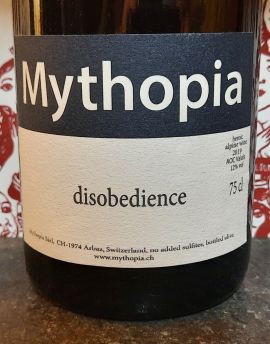 Mythopia
heroic
alpine wine
2019
AOC Valais
12% vol
75 cl
disobedience
Mythopia Sàrl, CH-1974 Arbaz, Switzerland, no added sulfites, bottled alive.
www.mythopia.ch